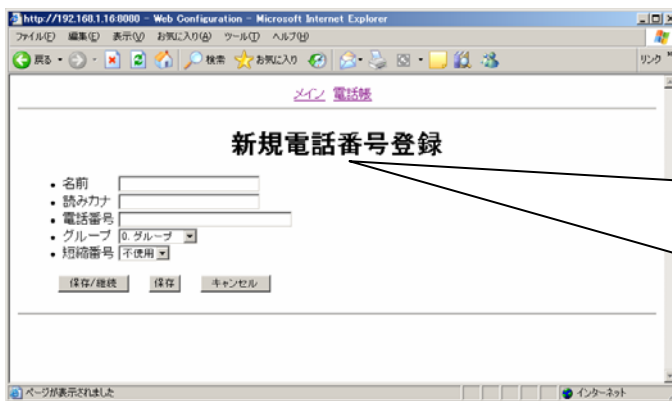 http://192.168.1.16:8080 - Web Configuration - Microsoft Internet Explorer
ファイル(F) 編集(E) 表示(V) お気に入り(A) ツール(T) ヘルプ(H)
戻る 検索 お気に入り リンク
メイン 電話帳
新規電話番号登録
名前
読みカナ
電話番号
グループ 0.グループ
短縮番号 不使用
保存/継続 保存 キャンセル
ページが表示されました インターネット